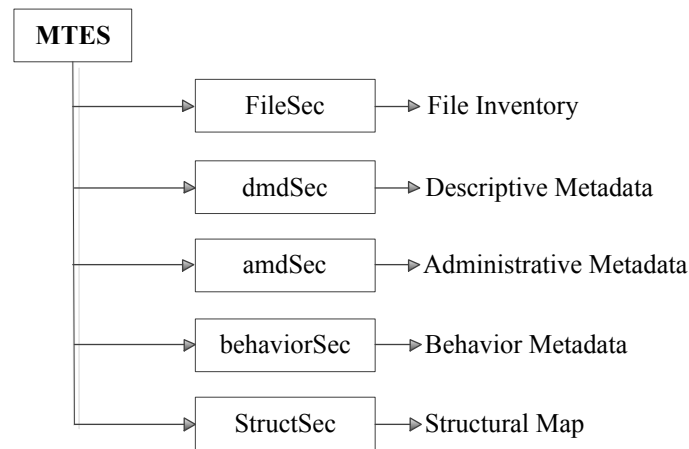 MTES
FileSec
File Inventory
dmdSec
Descriptive Metadata
amdSec
Administrative Metadata
behaviorSec
Behavior Metadata
StructSec
Structural Map